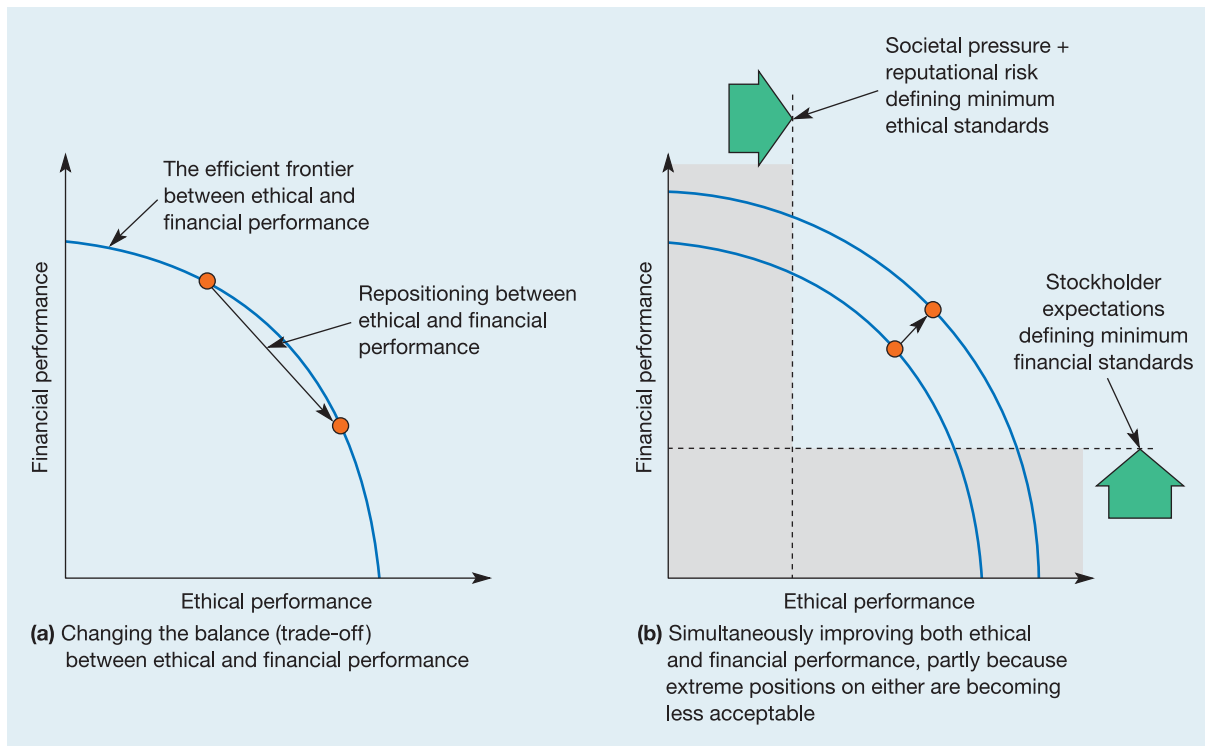 The efficient frontier
between ethical and
financial performance
Repositioning between
ethical and financial
performance
Financial performance
Ethical performance
(a) Changing the balance (trade-off)
between ethical and financial performance
Societal pressure +
reputational risk
defining minimum
ethical standards
Stockholder
expectations
defining minimum
financial standards
Financial performance
Ethical performance
(b) Simultaneously improving both ethical
and financial performance, partly because
extreme positions on either are becoming
less acceptable